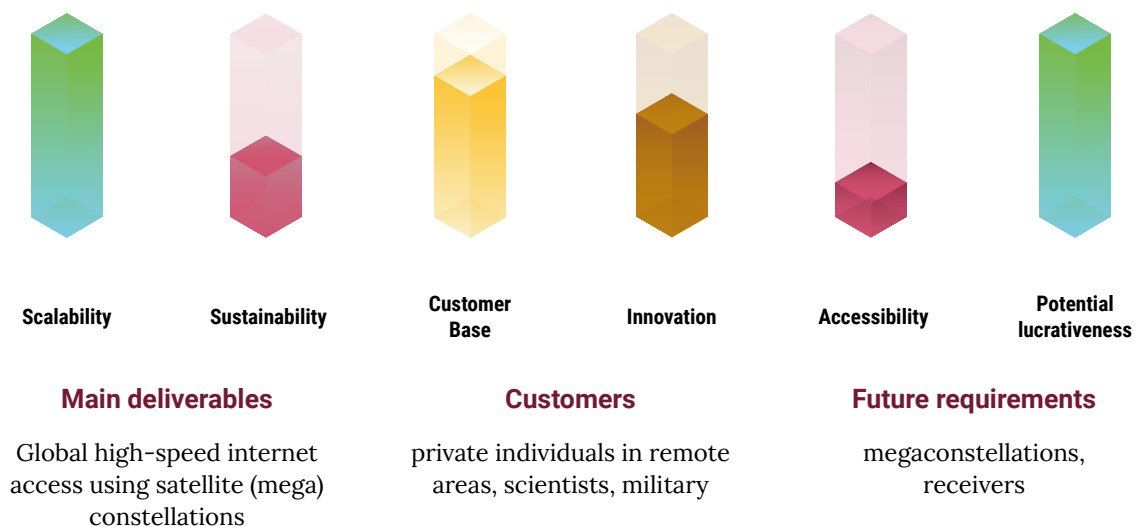 Scalability
Sustainability
Customer
Base
Innovation
Accessibility
Potential
lucrativeness
Main deliverables
Global high-speed internet
access using satellite (mega)
constellations
Customers
private individuals in remote
areas, scientists, military
Future requirements
megaconstellations,
receivers